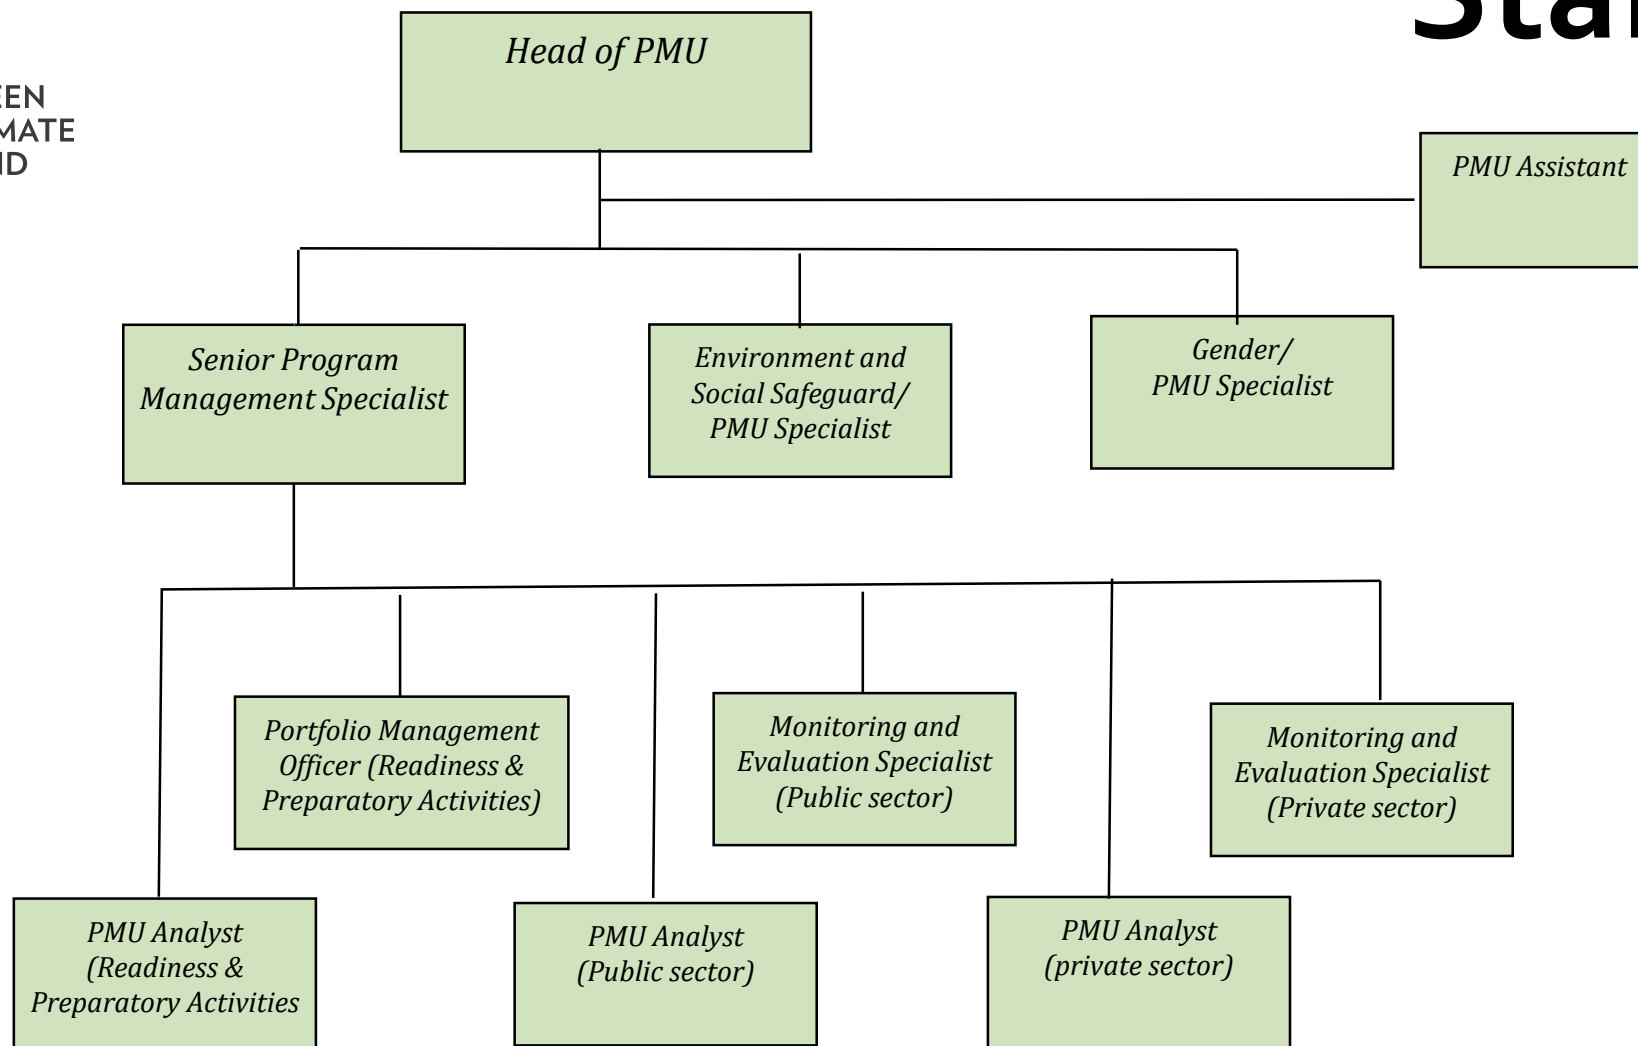 Head of PMU
PMU Assistant
Senior Program
Management Specialist
Environment and
Social Safeguard/
PMU Specialist
Gender/
PMU Specialist
Portfolio Management
Officer (Readiness &
Preparatory Activities)
Monitoring and
Evaluation Specialist
(Public sector)
Monitoring and
Evaluation Specialist
(Private sector)
PMU Analyst
(Readiness &
Preparatory Activities
PMU Analyst
(Public sector)
PMU Analyst
(private sector)